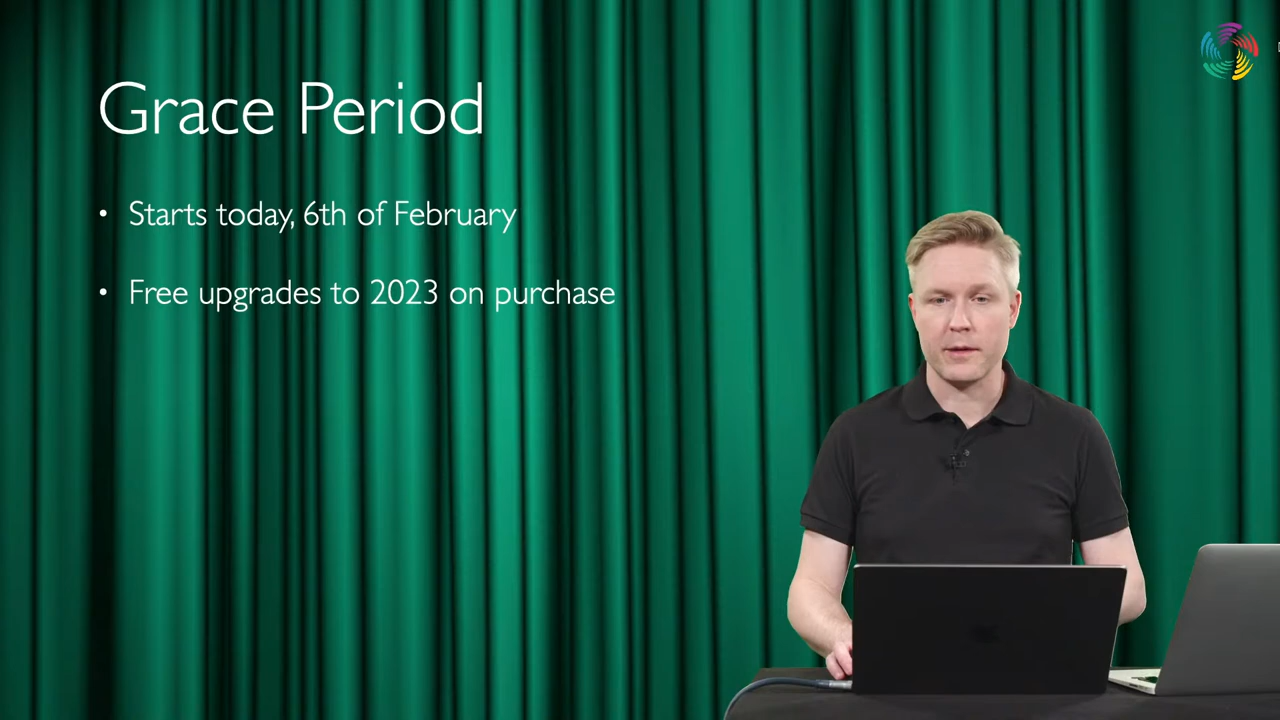 Grace Period
• Starts today, 6th of February
• Free upgrades to 2023 on purchase